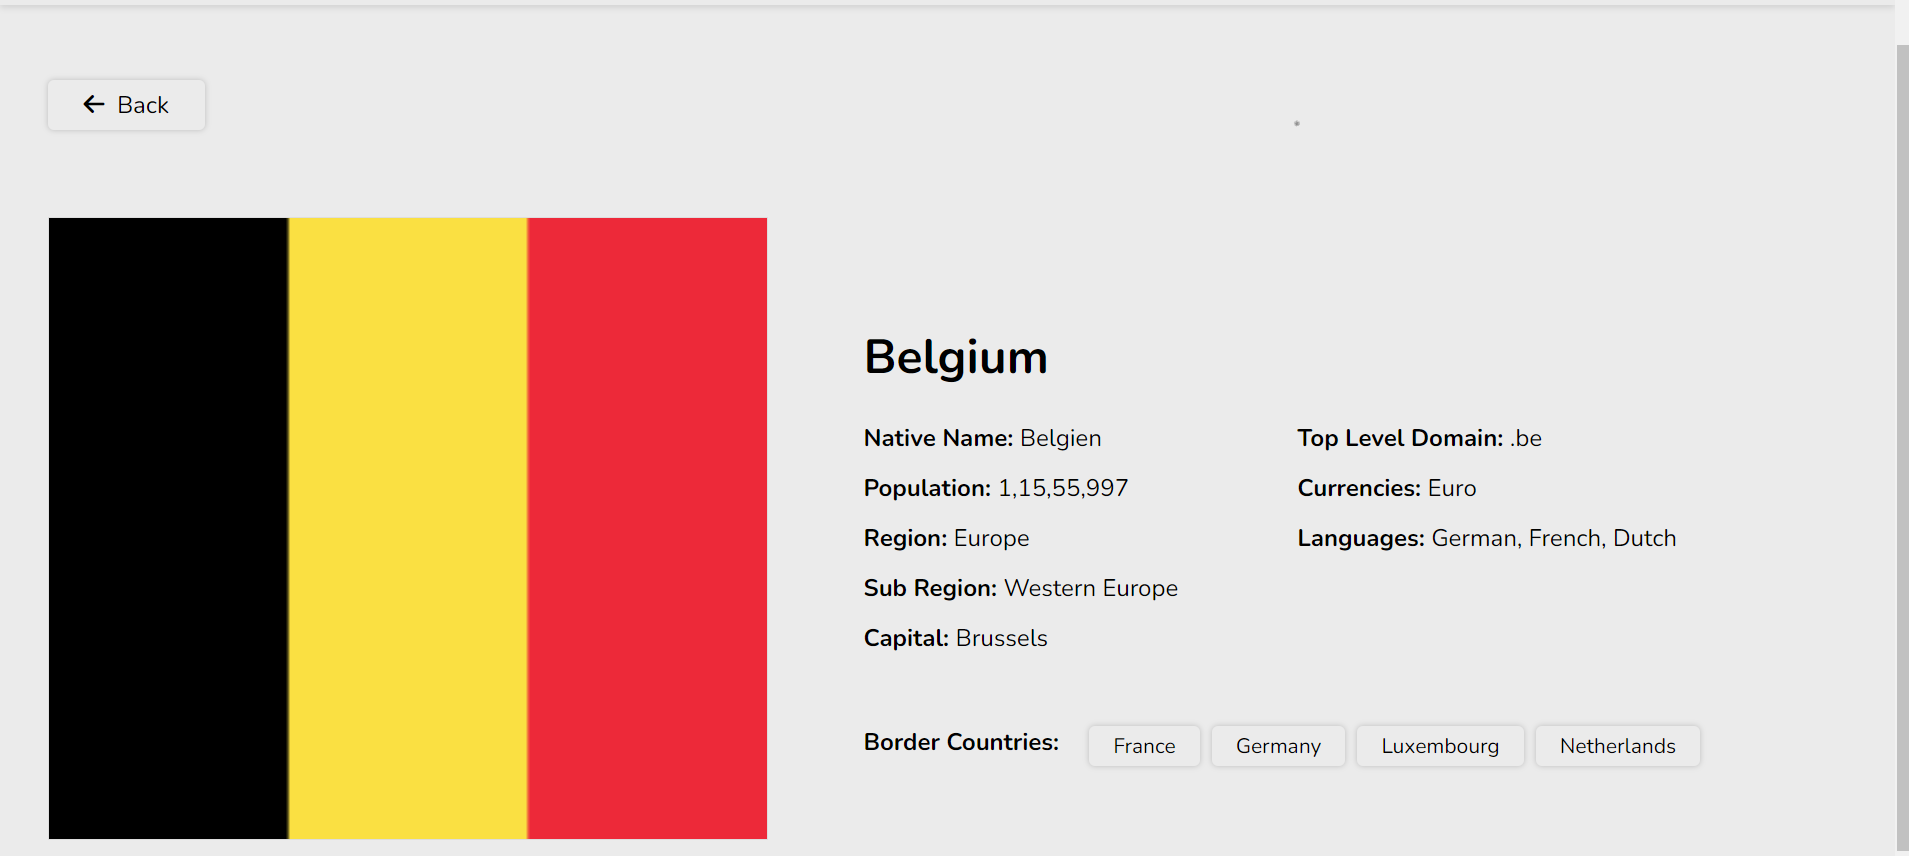 Back
Belgium
Native Name: Belgien
Population: 1,15,55,997
Region: Europe
Sub Region: Western Europe
Capital: Brussels
Top Level Domain: .be
Currencies: Euro
Languages: German, French, Dutch
Border Countries: France Germany Luxembourg Netherlands